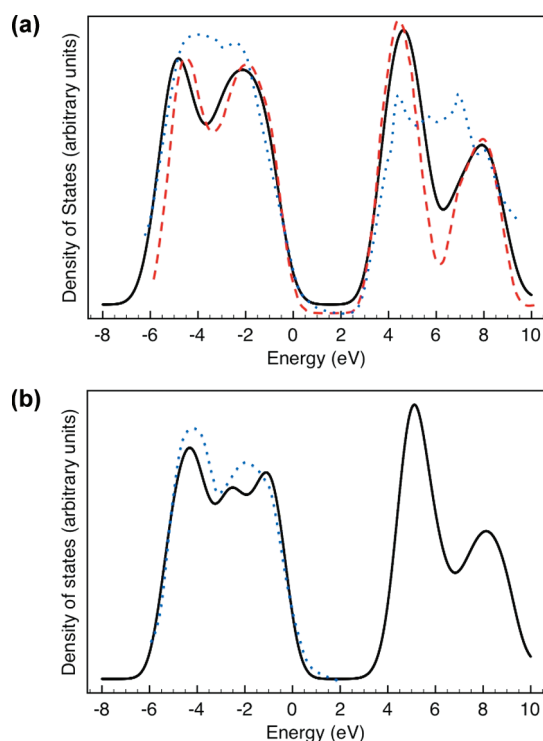 (a)
Density of States (arbitrary units)
-8 -6 -4 -2 0 2 4 6 8 10
Energy (eV)
(b)
Density of states (arbitrary units)
-8 -6 -4 -2 0 2 4 6 8 10
Energy (eV)